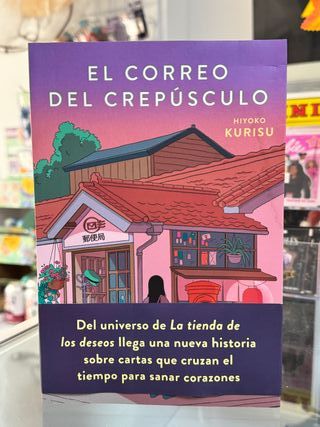 EL CORREO
DEL CREPÚSCULO
HIYOKO
KURISU
郵便局
Del universo de La tienda de
los deseos llega una nueva historia
sobre cartas que cruzan el
tiempo para sanar corazones